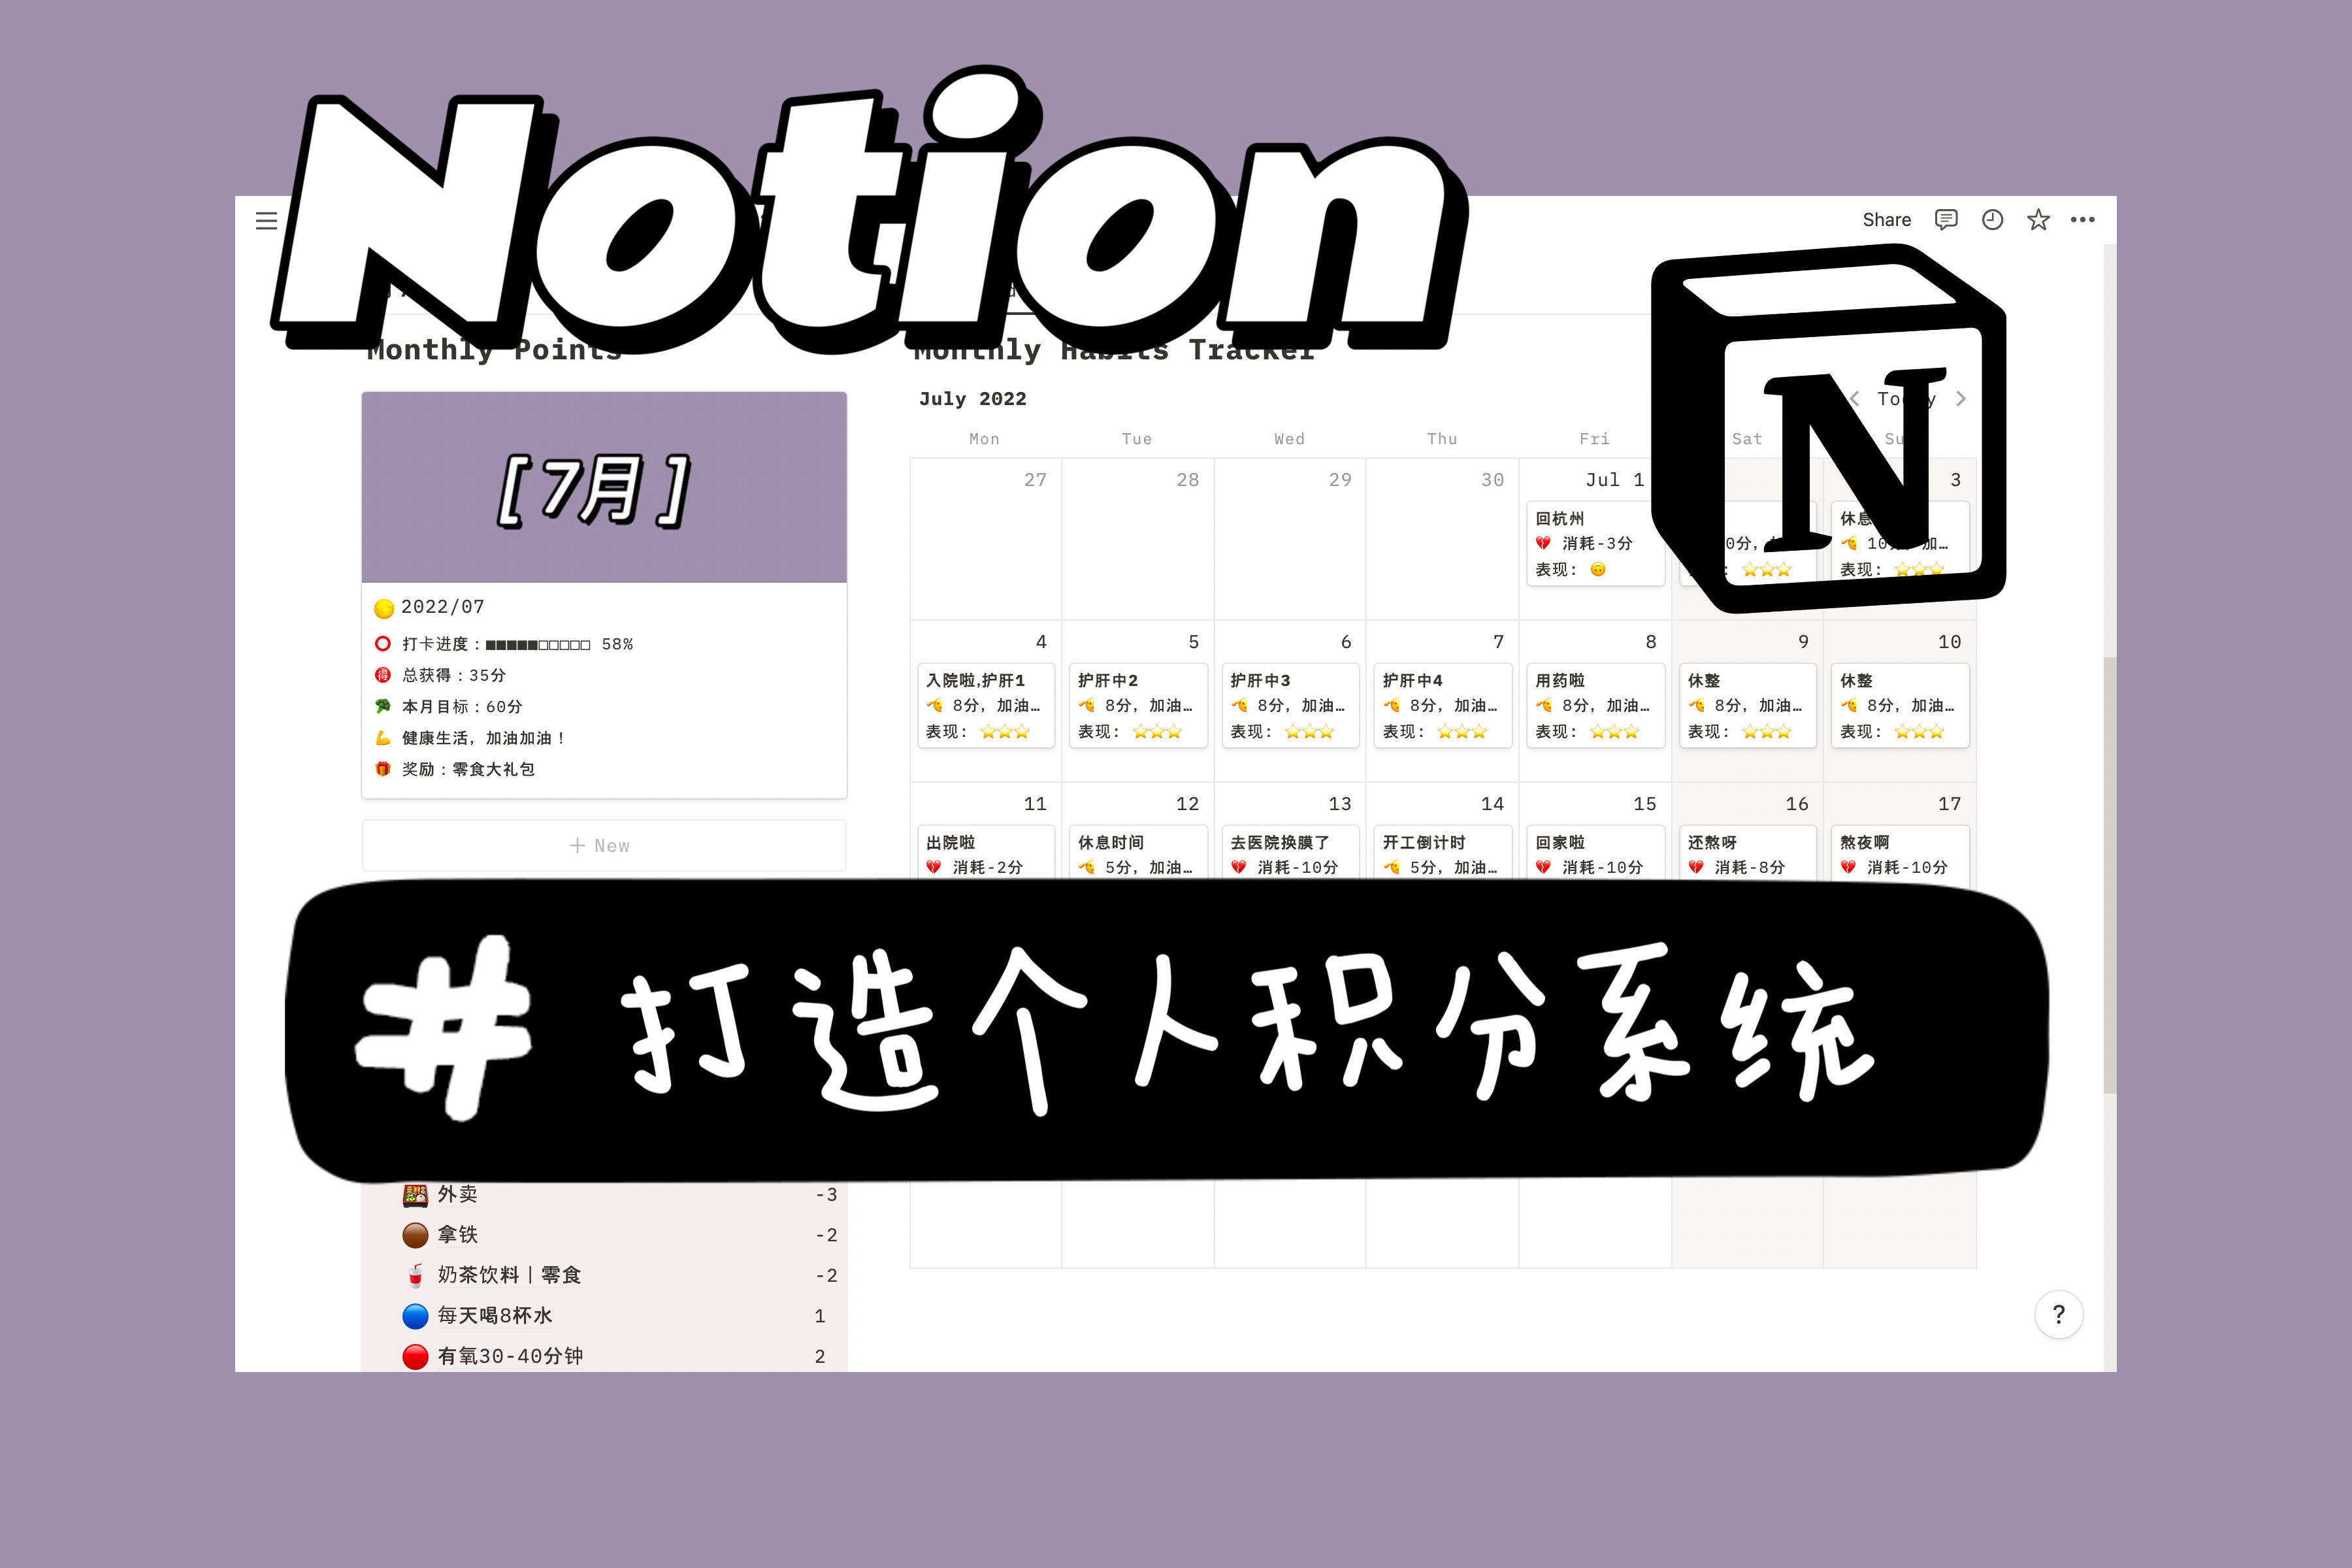 Notion
Share
Monthly Points
Monthly Habits Tracker
July 2022
Today
Mon Tue Wed Thu Fri Sat
[7月]
27 28 29 30 Jul 1 3
回杭州
消耗-3分
表现：
2022/07
打卡进度：■■■■■□□□□□ 58%
总获得：35分
本月目标：60分
健康生活，加油加油！
奖励：零食大礼包
New
4 5 6 7 8 9 10
入院啦,护肝1 护肝中2 护肝中3 护肝中4 用药啦 休整 休整
8分，加油… 8分，加油… 8分，加油… 8分，加油… 8分，加油… 8分，加油… 8分，加油…
表现： 表现： 表现： 表现： 表现： 表现： 表现：
11 12 13 14 15 16 17
出院啦 休息时间 去医院换膜了 开工倒计时 回家啦 还熬呀 熬夜啊
消耗-2分 5分，加油… 消耗-10分 5分，加油… 消耗-10分 消耗-8分 消耗-10分
# 打造个人积分系统
外卖 -3
拿铁 -2
奶茶饮料 | 零食 -2
每天喝8杯水 1
有氧30-40分钟 2
?